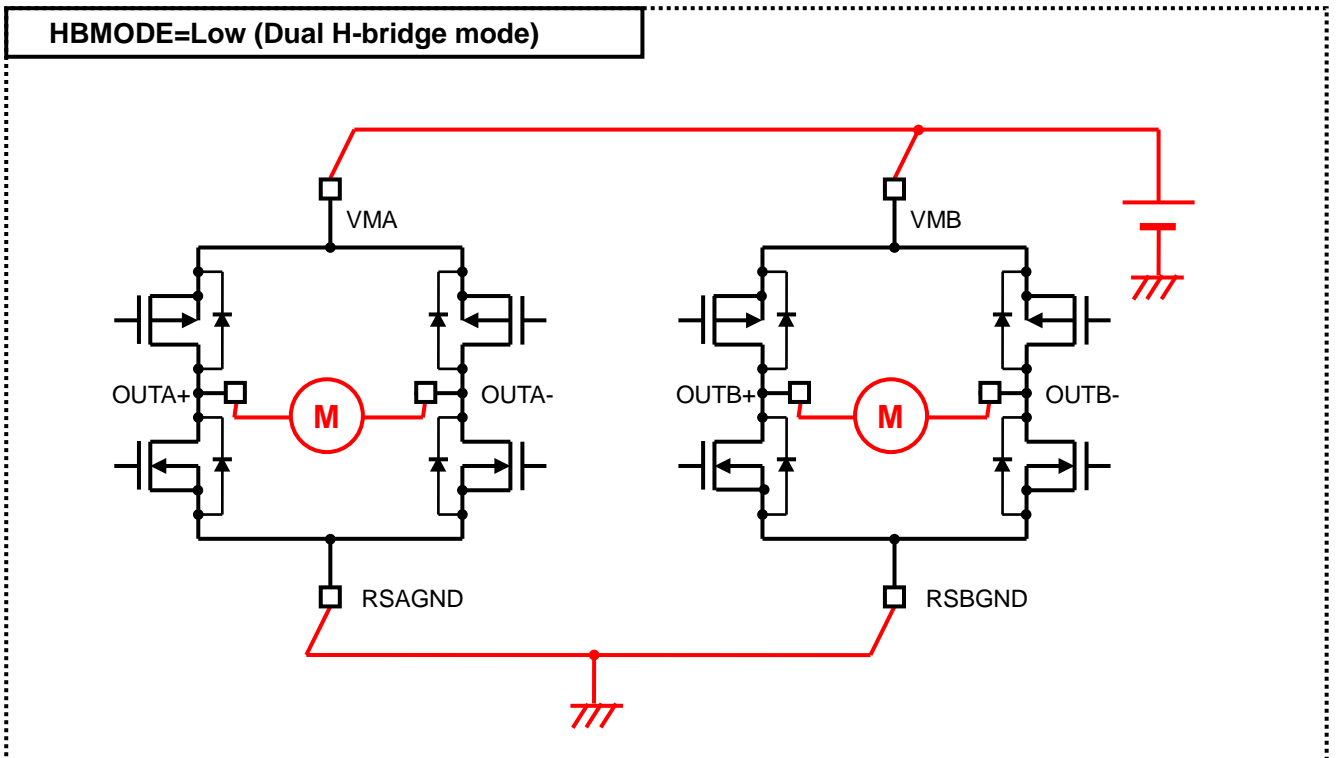 HBMODE=Low (Dual H-bridge mode)
VMA
VMB
OUTA+
M
OUTA-
OUTB+
M
OUTB-
RSAGND
RSBGND